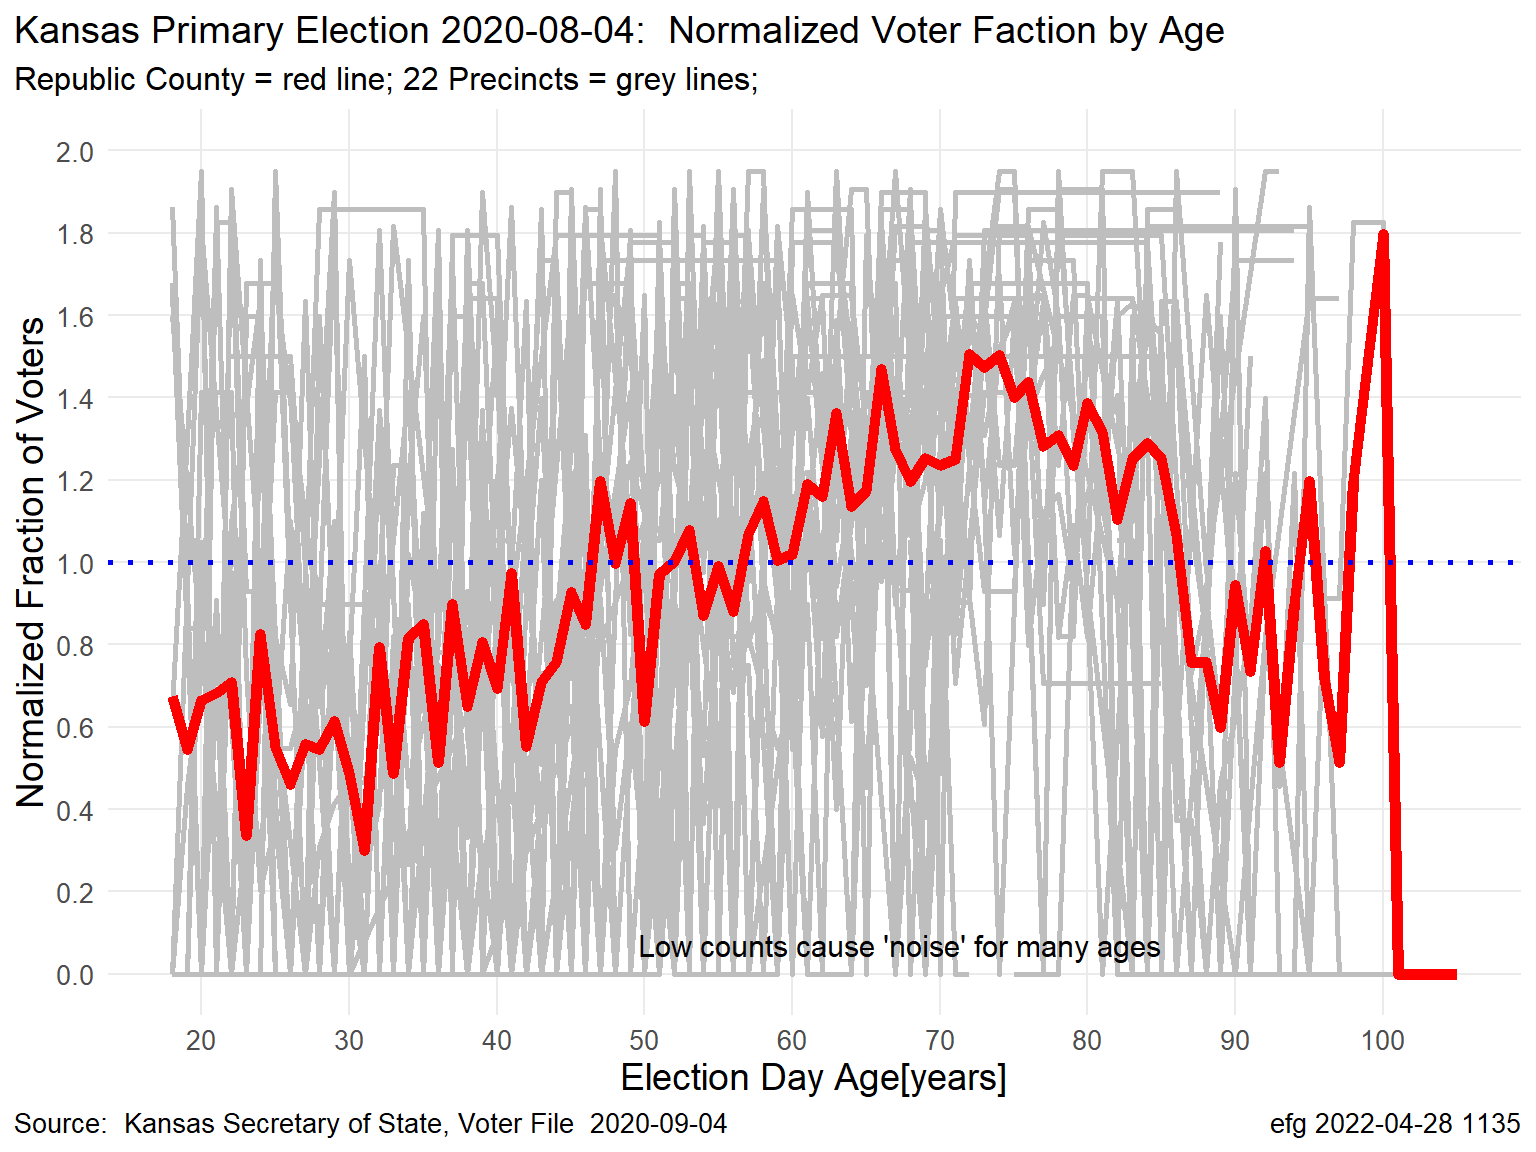 Kansas Primary Election 2020-08-04:  Normalized Voter Faction by Age
Republic County = red line; 22 Precincts = grey lines;
Normalized Fraction of Voters
2.0
1.8
1.6
1.4
1.2
1.0
0.8
0.6
0.4
0.2
0.0
Low counts cause 'noise' for many ages
20 30 40 50 60 70 80 90 100
Election Day Age[years]
Source:  Kansas Secretary of State, Voter File  2020-09-04
efg 2022-04-28 1135